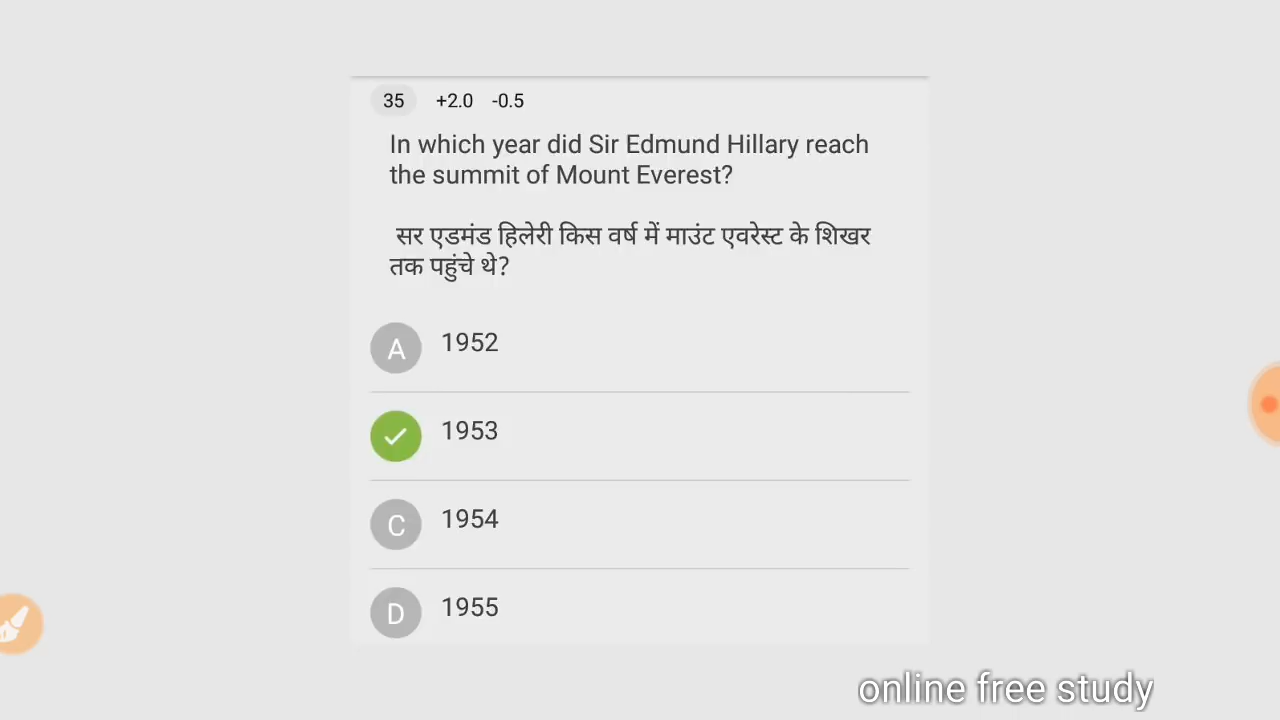 35 +2.0 -0.5
In which year did Sir Edmund Hillary reach
the summit of Mount Everest?
सर एडमंड हिलेरी किस वर्ष में माउंट एवरेस्ट के शिखर
तक पहुंचे थे?
A 1952
1953
C 1954
D 1955
online free study